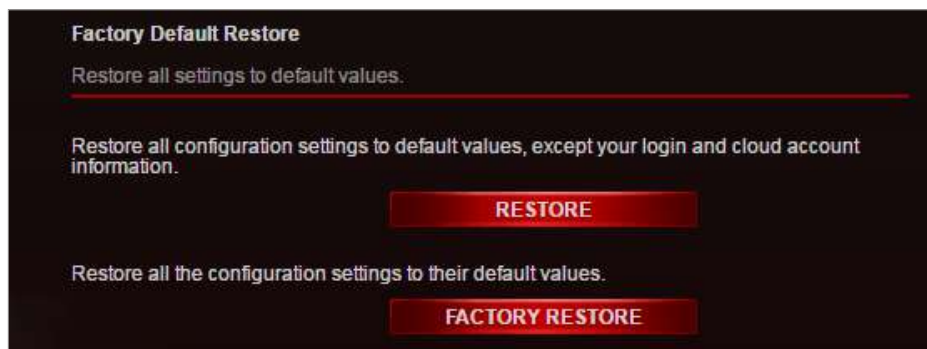 Factory Default Restore
Restore all settings to default values.
Restore all configuration settings to default values, except your login and cloud account
information.
RESTORE
Restore all the configuration settings to their default values.
FACTORY RESTORE